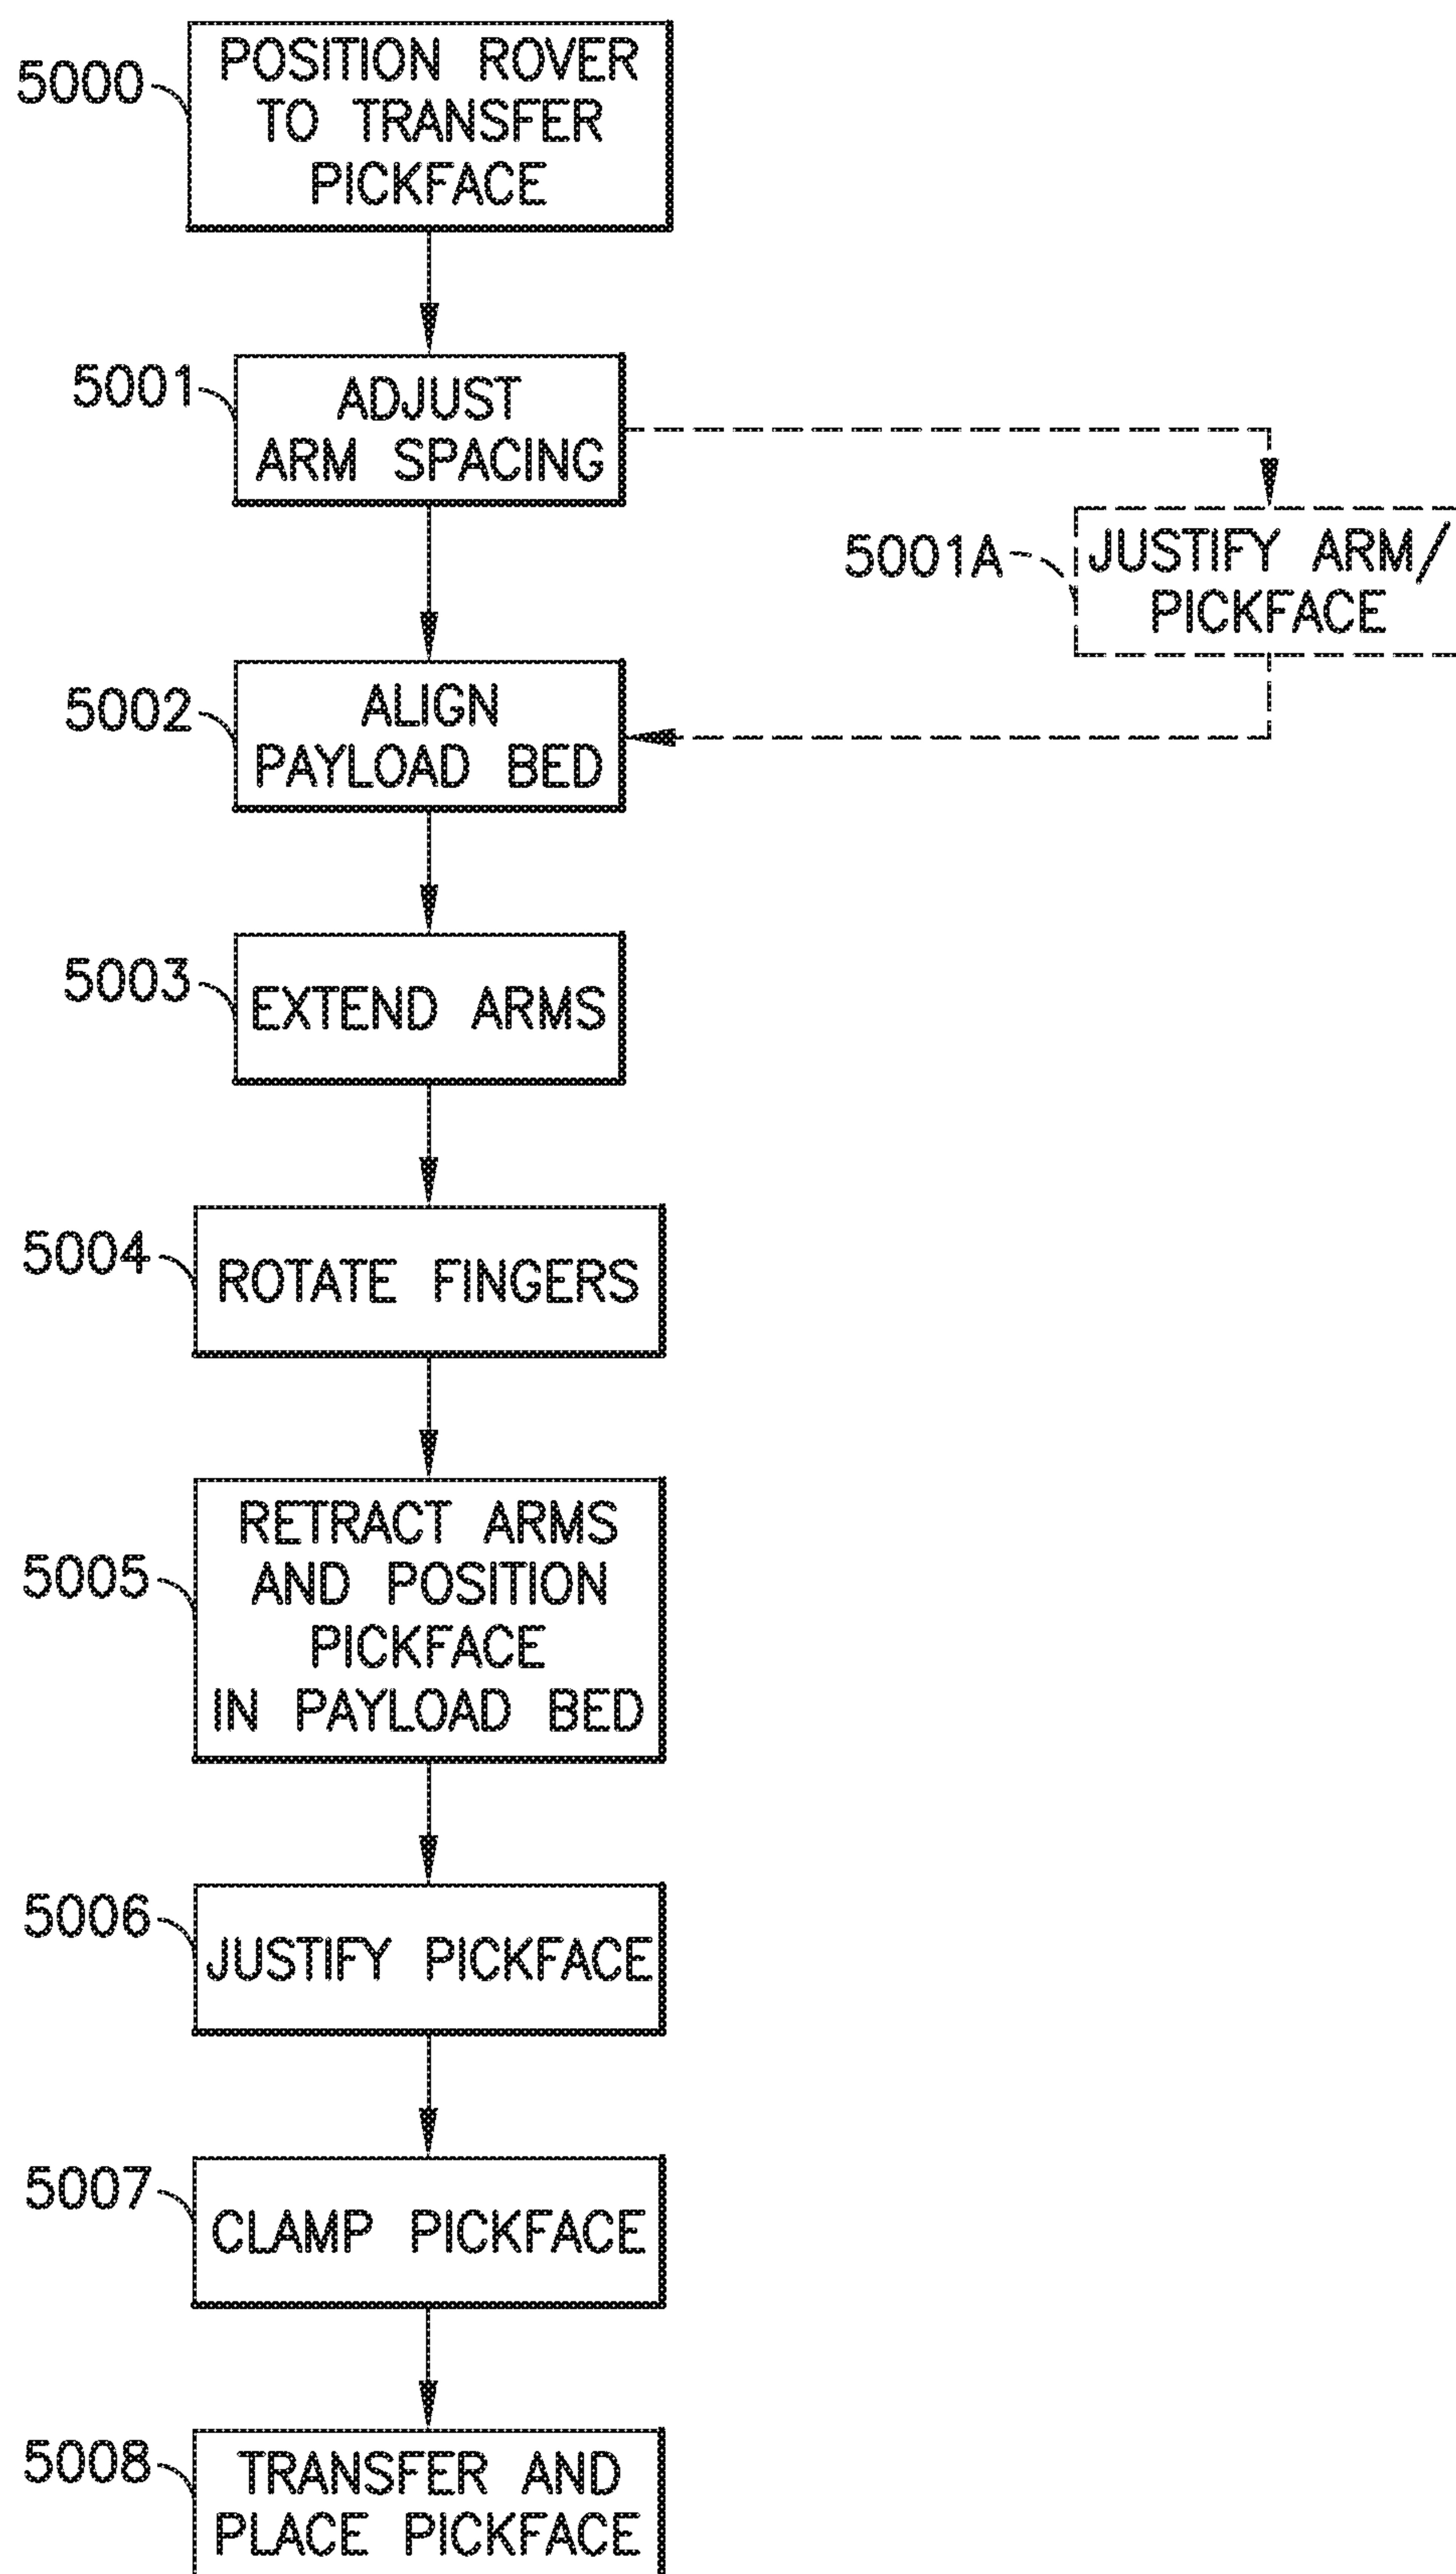 5000
POSITION ROVER
TO TRANSFER
PICKFACE
5001
ADJUST
ARM SPACING
5001A
JUSTIFY ARM/
PICKFACE
5002
ALIGN
PAYLOAD BED
5003
EXTEND ARMS
5004
ROTATE FINGERS
5005
RETRACT ARMS
AND POSITION
PICKFACE
IN PAYLOAD BED
5006
JUSTIFY PICKFACE
5007
CLAMP PICKFACE
5008
TRANSFER AND
PLACE PICKFACE